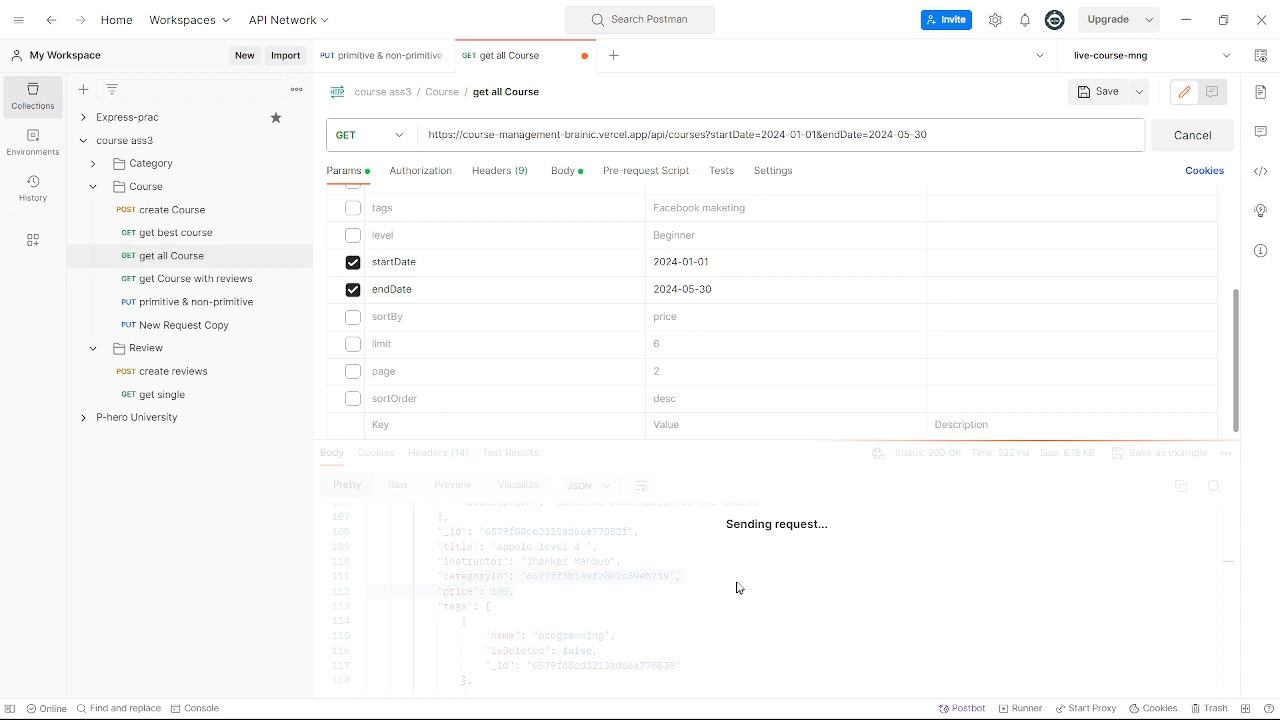 Home
Workspaces
API Network
Search Postman
Invite
Upgrade
My Workspace
New
Import
PUT primitive & non-primitive
GET get all Course
live-course-mng
Collections
Environments
History
Express-prac
course ass3
Category
Course
POST create Course
GET get best course
GET get all Course
GET get Course with reviews
PUT primitive & non-primitive
PUT New Request Copy
Review
POST create reviews
GET get single
P-hero University
course ass3 / Course / get all Course
Save
GET
https://course-management-brainic.vercel.app/api/courses?startDate=2024-01-01&endDate=2024-05-30
Cancel
Params
Authorization
Headers (9)
Body
Pre-request Script
Tests
Settings
Cookies
tags Facebook maketing
level Beginner
startDate 2024-01-01
endDate 2024-05-30
sortBy price
limit 6
page 2
sortOrder desc
Key Value Description
Body Cookies Headers (14) Test Results
Status: 200 OK Time: 522 ms Size: 6.18 KB Save as example
Pretty Raw Preview Visualize JSON
Sending request...
107 },
108 "_id": "6579f88cd3313ad66a77852f",
109 "title": "appolo level 4 ",
110 "instructor": "Jhankar Mahbub",
111 "categoryId": "6577ff3b149f2802c59eb739",
112 "price": 100,
113 "tags": [
114 {
115 "name": "programming",
116 "isDeleted": false,
117 "_id": "6579f88cd3313ad66a778530"
118 },
Online
Find and replace
Console
Postbot
Runner
Start Proxy
Cookies
Trash